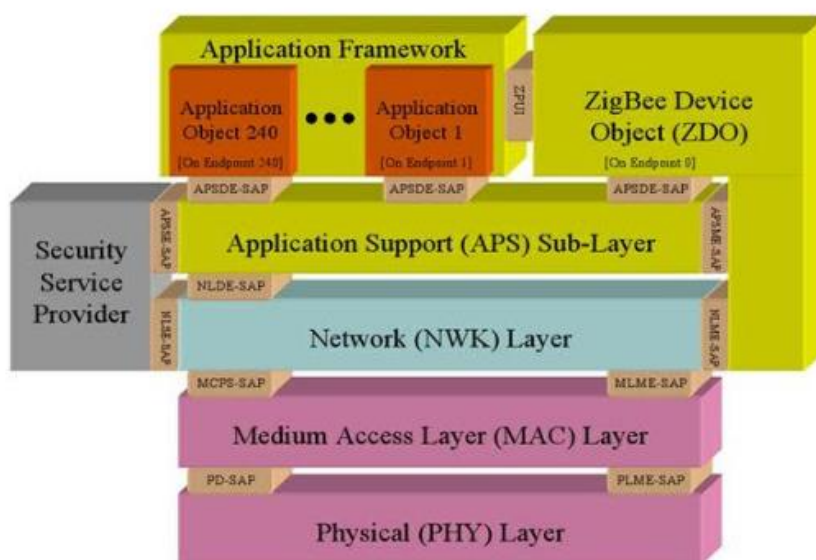 Application Framework
Application
Object 240
[On Endpoint 240]
•••
Application
Object 1
[On Endpoint 1]
ZPUI
ZigBee Device
Object (ZDO)
[On Endpoint 0]
APSDE-SAP
APSDE-SAP
APSDE-SAP
Security
Service
Provider
APSSE-SAP
Application Support (APS) Sub-Layer
APSME-SAP
NLDE-SAP
NLSE-SAP
Network (NWK) Layer
NLME-SAP
MCPS-SAP
MLME-SAP
Medium Access Layer (MAC) Layer
PD-SAP
PLME-SAP
Physical (PHY) Layer